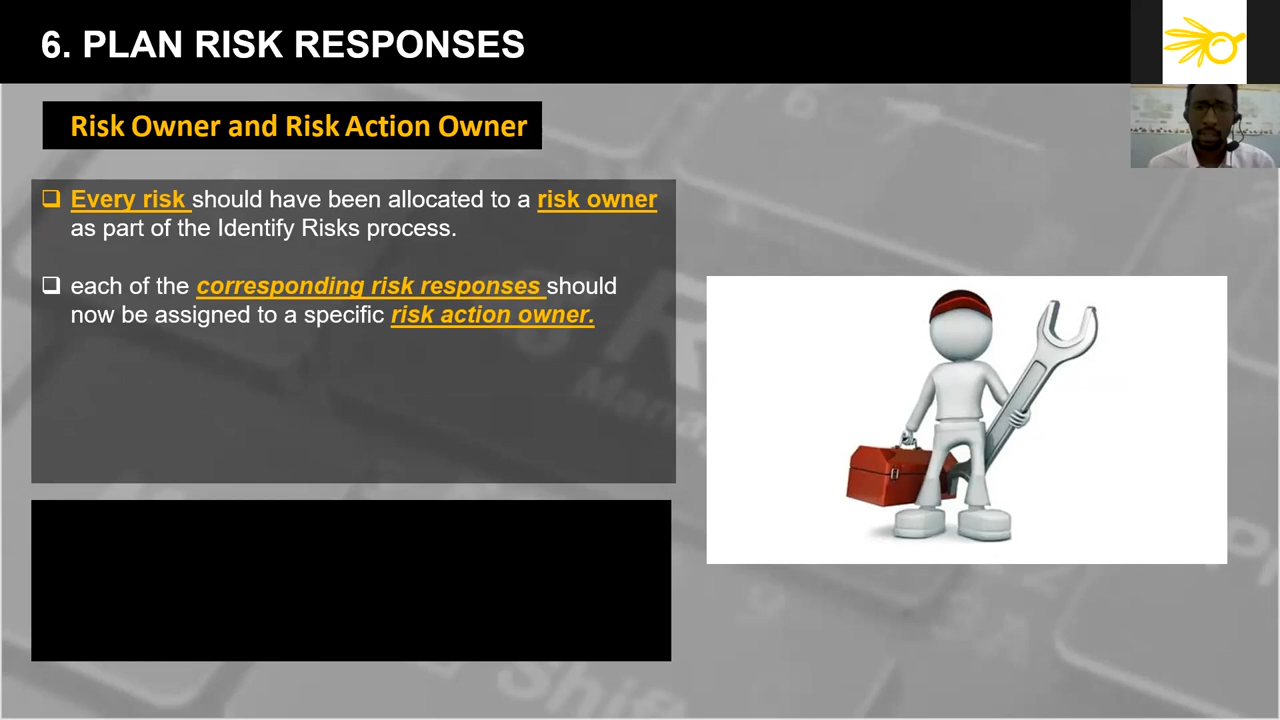 6. PLAN RISK RESPONSES
Risk Owner and Risk Action Owner
Every risk should have been allocated to a risk owner
as part of the Identify Risks process.
each of the corresponding risk responses should
now be assigned to a specific risk action owner.
Shift